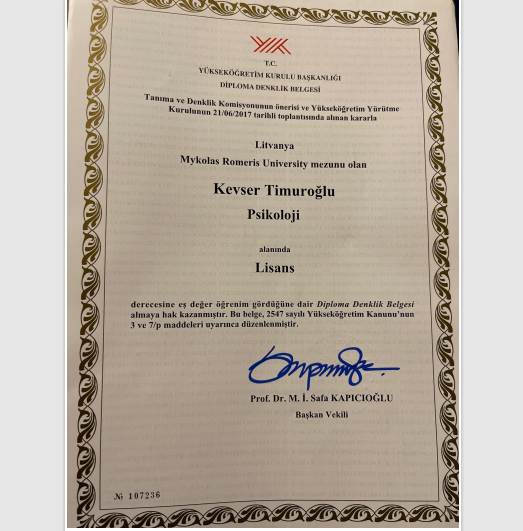 T.C.
YÜKSEKÖĞRETİM KURULU BAŞKANLIĞI
DİPLOMA DENKLİK BELGESİ
Tanıma ve Denklik Komisyonunun önerisi ve Yükseköğretim Yürütme
Kurulunun 21/06/2017 tarihli toplantısında alınan kararla
Litvanya
Mykolas Romeris University mezunu olan
Kevser Timuroğlu
Psikoloji
alanında
Lisans
derecesine eş değer öğrenim gördüğüne dair Diploma Denklik Belgesi
almaya hak kazanmıştır. Bu belge, 2547 sayılı Yükseköğretim Kanunu'nun
3 ve 7/p maddeleri uyarınca düzenlenmiştir.
Prof. Dr. M. İ. Safa KAPICIOĞLU
Başkan Vekili
№ 107236